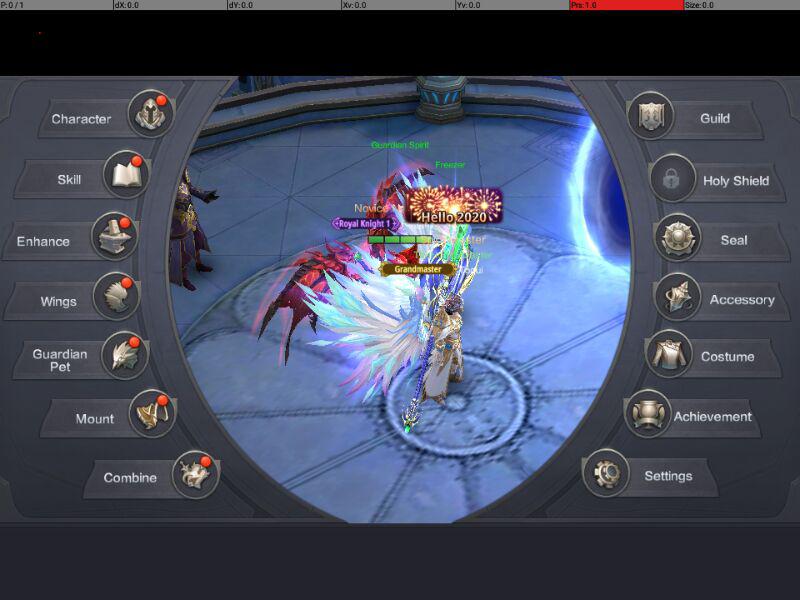 P: 0 / 1
dX: 0.0
dY: 0.0
Xv: 0.0
Yv: 0.0
Prs: 1.0
Size: 0.0
Character
Guild
Guardian Spirit
Freezer
Skill
Holy Shield
Novice
Hello 2020
Royal Knight 1
Enhance
Seal
Grandmaster
Wings
Accessory
Guardian
Pet
Costume
Mount
Achievement
Combine
Settings